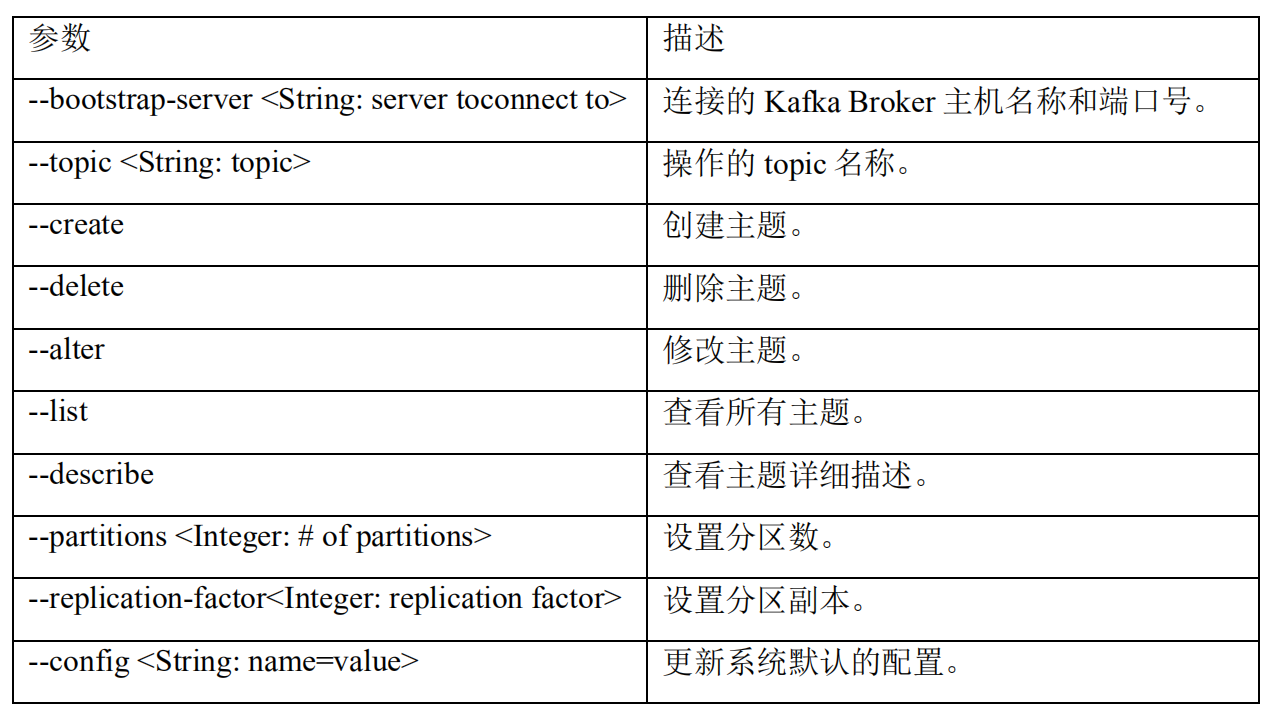 参数 描述
--bootstrap-server <String: server toconnect to> 连接的 Kafka Broker 主机名称和端口号。
--topic <String: topic> 操作的 topic 名称。
--create 创建主题。
--delete 删除主题。
--alter 修改主题。
--list 查看所有主题。
--describe 查看主题详细描述。
--partitions <Integer: # of partitions> 设置分区数。
--replication-factor<Integer: replication factor> 设置分区副本。
--config <String: name=value> 更新系统默认的配置。